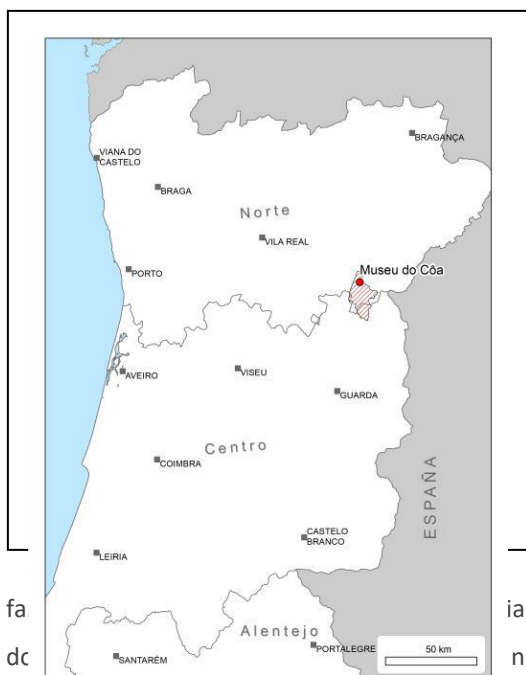 BRAGANÇA
VIANA DO
CASTELO
BRAGA
Norte
VILA REAL
PORTO
Museu do Côa
AVEIRO
VISEU
GUARDA
Centro
COIMBRA
ESPAÑA
CASTELO
BRANCO
LEIRIA
Alentejo
PORTALEGRE
50 km
SANTARÉM